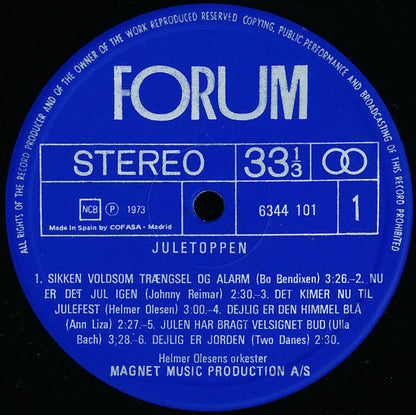 ALL RIGHTS OF THE RECORD PRODUCER AND OF THE OWNER OF THE WORK REPRODUCED RESERVED COPYING, PUBLIC PERFORMANCE AND BROADCASTING OF THIS RECORD PROHIBITED
FORUM
STEREO 33 1/3
NCB Ⓟ 1973 6344 101 1
Made in Spain by COFASA - Madrid
JULETOPPEN
1. SIKKEN VOLDSOM TRÆNGSEL OG ALARM (Bo Bendixen) 3:26.-2. NU
ER DET JUL IGEN (Johnny Reimar) 2:30-3. DET KIMER NU TIL
JULEFEST (Helmer Olesen) 3:00.-4. DEJLIG ER DEN HIMMEL BLÅ
(Ann Liza) 2:27.-5. JULEN HAR BRAGT VELSIGNET BUD (Ulla
Bach) 3:28.-6. DEJLIG ER JORDEN (Two Danes) 2:30.
Helmer Olesens orkester
MAGNET MUSIC PRODUCTION A/S